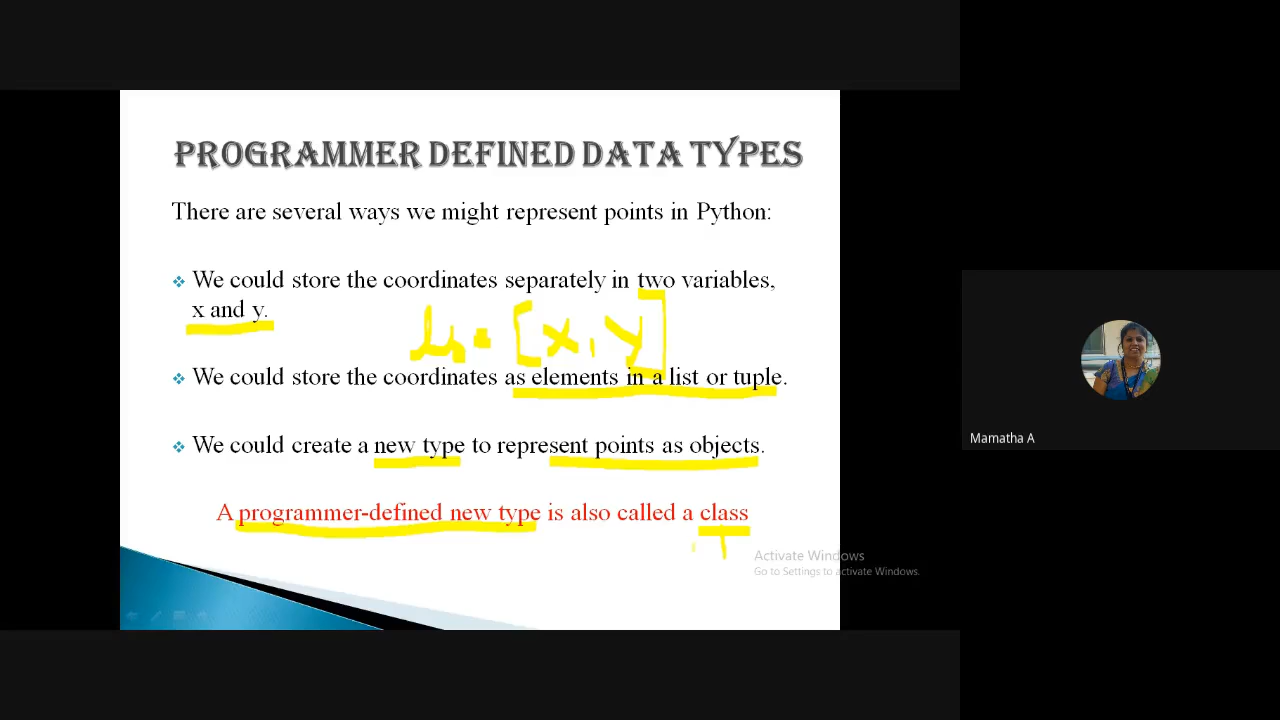 PROGRAMMER DEFINED DATA TYPES
There are several ways we might represent points in Python:
We could store the coordinates separately in two variables,
x and y.
= [x, y]
We could store the coordinates as elements in a list or tuple.
We could create a new type to represent points as objects.
A programmer-defined new type is also called a class
Activate Windows
Go to Settings to activate Windows.
Mamatha A